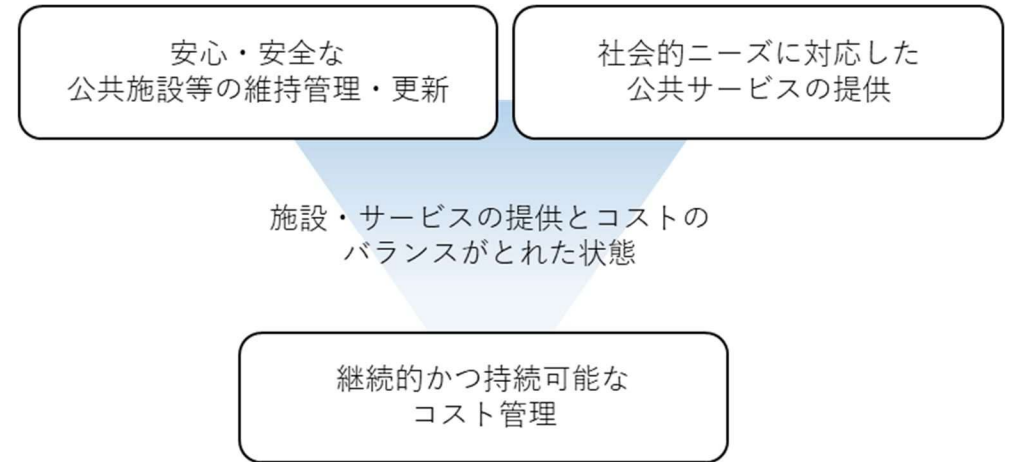 安心・安全な
公共施設等の維持管理・更新
社会的ニーズに対応した
公共サービスの提供
施設・サービスの提供とコストの
バランスがとれた状態
継続的かつ持続可能な
コスト管理